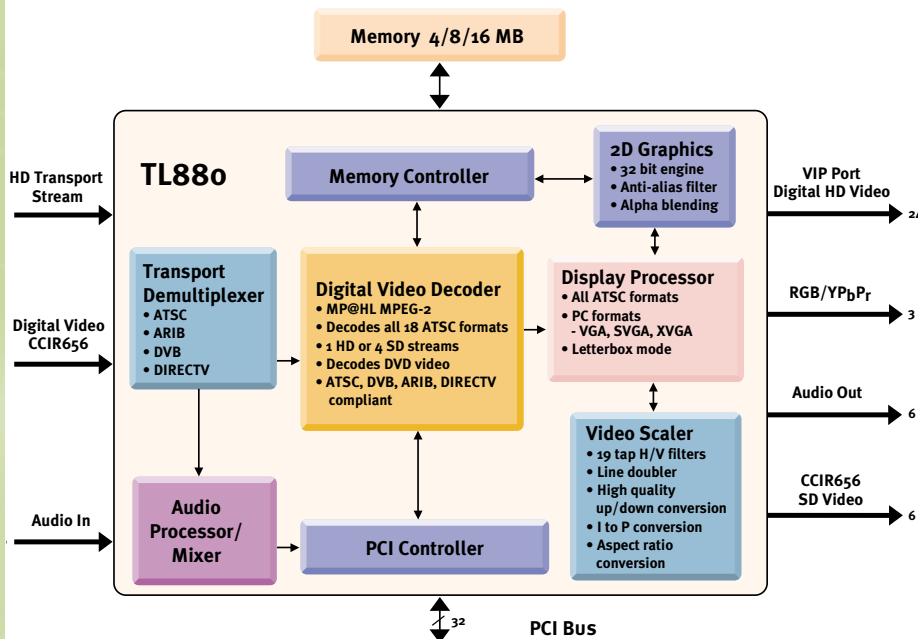 Memory 4/8/16 MB
TL880
HD Transport
Stream
Digital Video
CCIR656
Audio In
Memory Controller
2D Graphics
• 32 bit engine
• Anti-alias filter
• Alpha blending
Transport
Demultiplexer
• ATSC
• ARIB
• DVB
• DIRECTV
Digital Video Decoder
• MP@HL MPEG-2
• Decodes all 18 ATSC formats
• 1 HD or 4 SD streams
• Decodes DVD video
• ATSC, DVB, ARIB, DIRECTV
compliant
Display Processor
• All ATSC formats
• PC formats
- VGA, SVGA, XVGA
• Letterbox mode
Video Scaler
• 19 tap H/V filters
• Line doubler
• High quality
up/down conversion
• I to P conversion
• Aspect ratio
conversion
Audio
Processor/
Mixer
PCI Controller
VIP Port
Digital HD Video
RGB/YPbPr
3
Audio Out
6
CCIR656
SD Video
6
32
PCI Bus